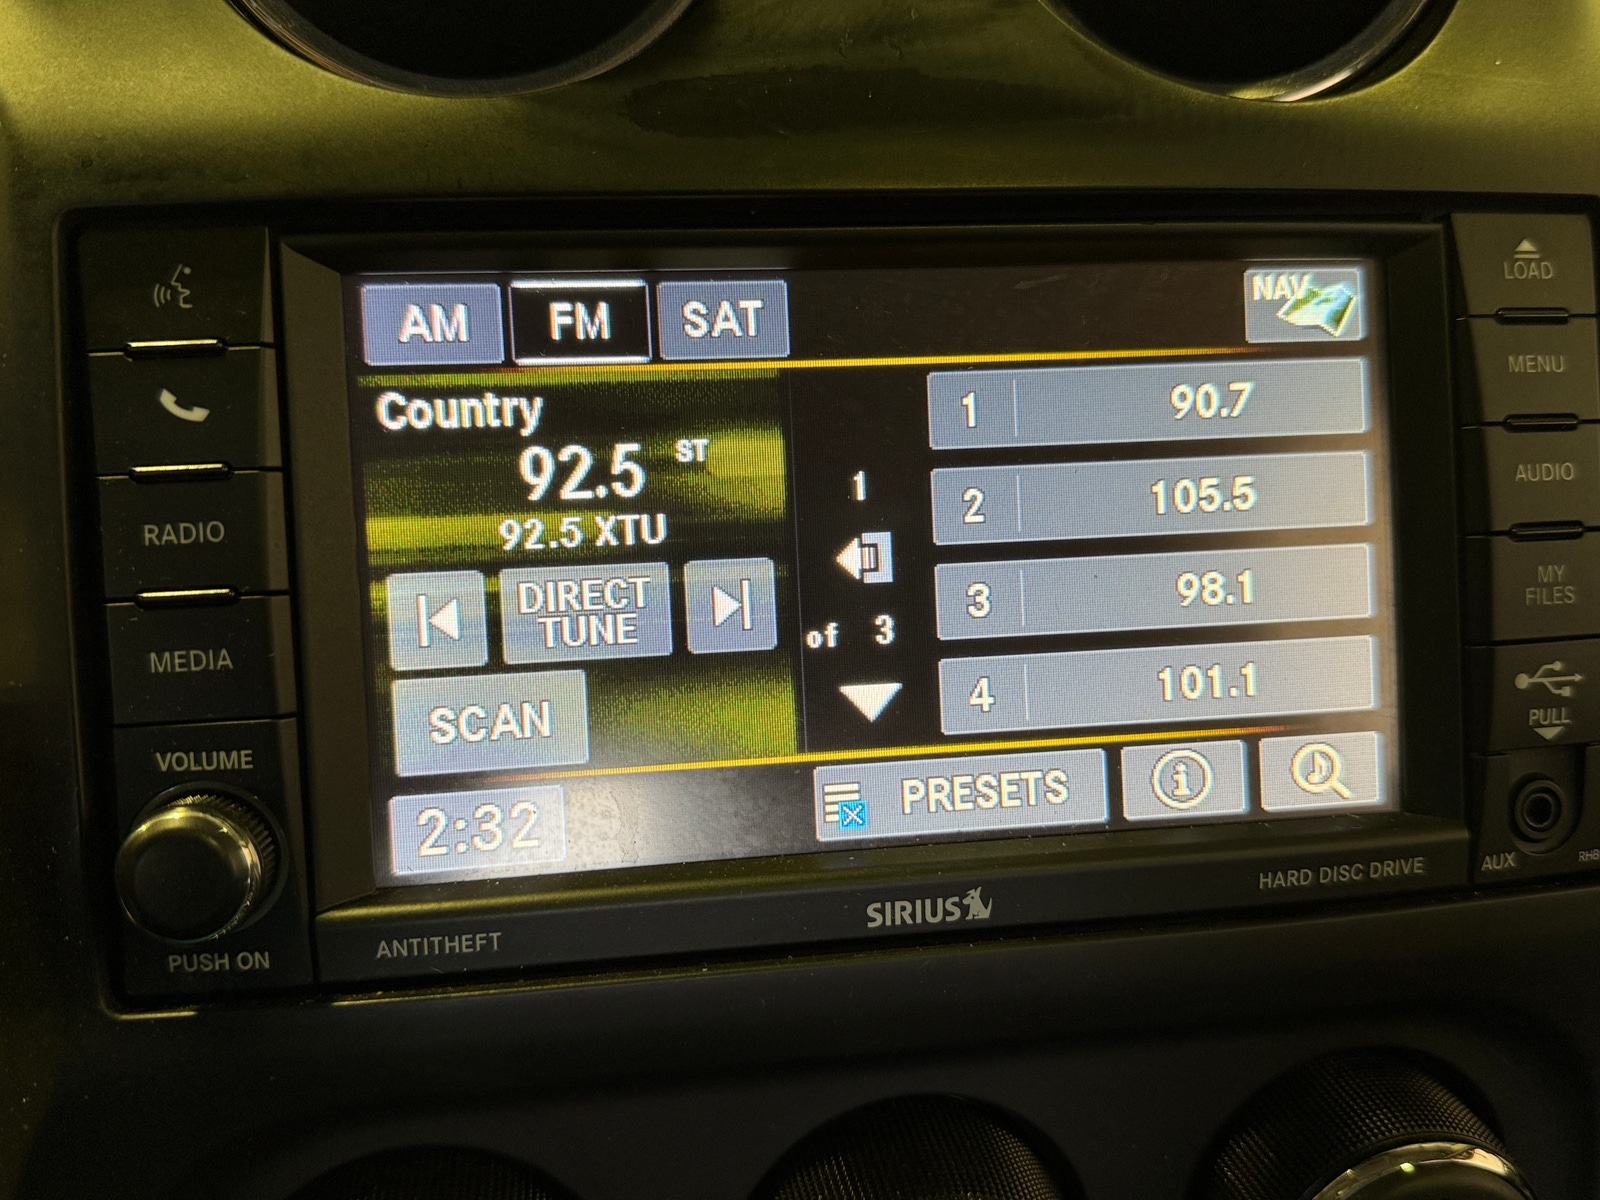 AM FM SAT NAV
Country
92.5 ST
92.5 XTU
DIRECT
TUNE
SCAN
2:32
1
of 3
1 90.7
2 105.5
3 98.1
4 101.1
PRESETS
RADIO
MEDIA
VOLUME
PUSH ON
LOAD
MENU
AUDIO
MY
FILES
PULL
AUX
ANTITHEFT
SIRIUS
HARD DISC DRIVE